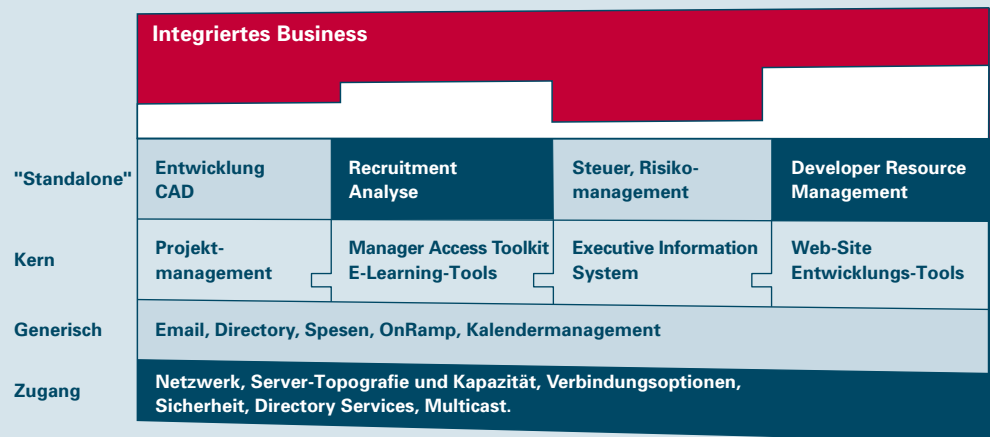 Integriertes Business
"Standalone"
Entwicklung
CAD
Recruitment
Analyse
Steuer, Risiko-
management
Developer Resource
Management
Kern
Projekt-
management
Manager Access Toolkit
E-Learning-Tools
Executive Information
System
Web-Site
Entwicklungs-Tools
Generisch
Email, Directory, Spesen, OnRamp, Kalendermanagement
Zugang
Netzwerk, Server-Topografie und Kapazität, Verbindungsoptionen,
Sicherheit, Directory Services, Multicast.